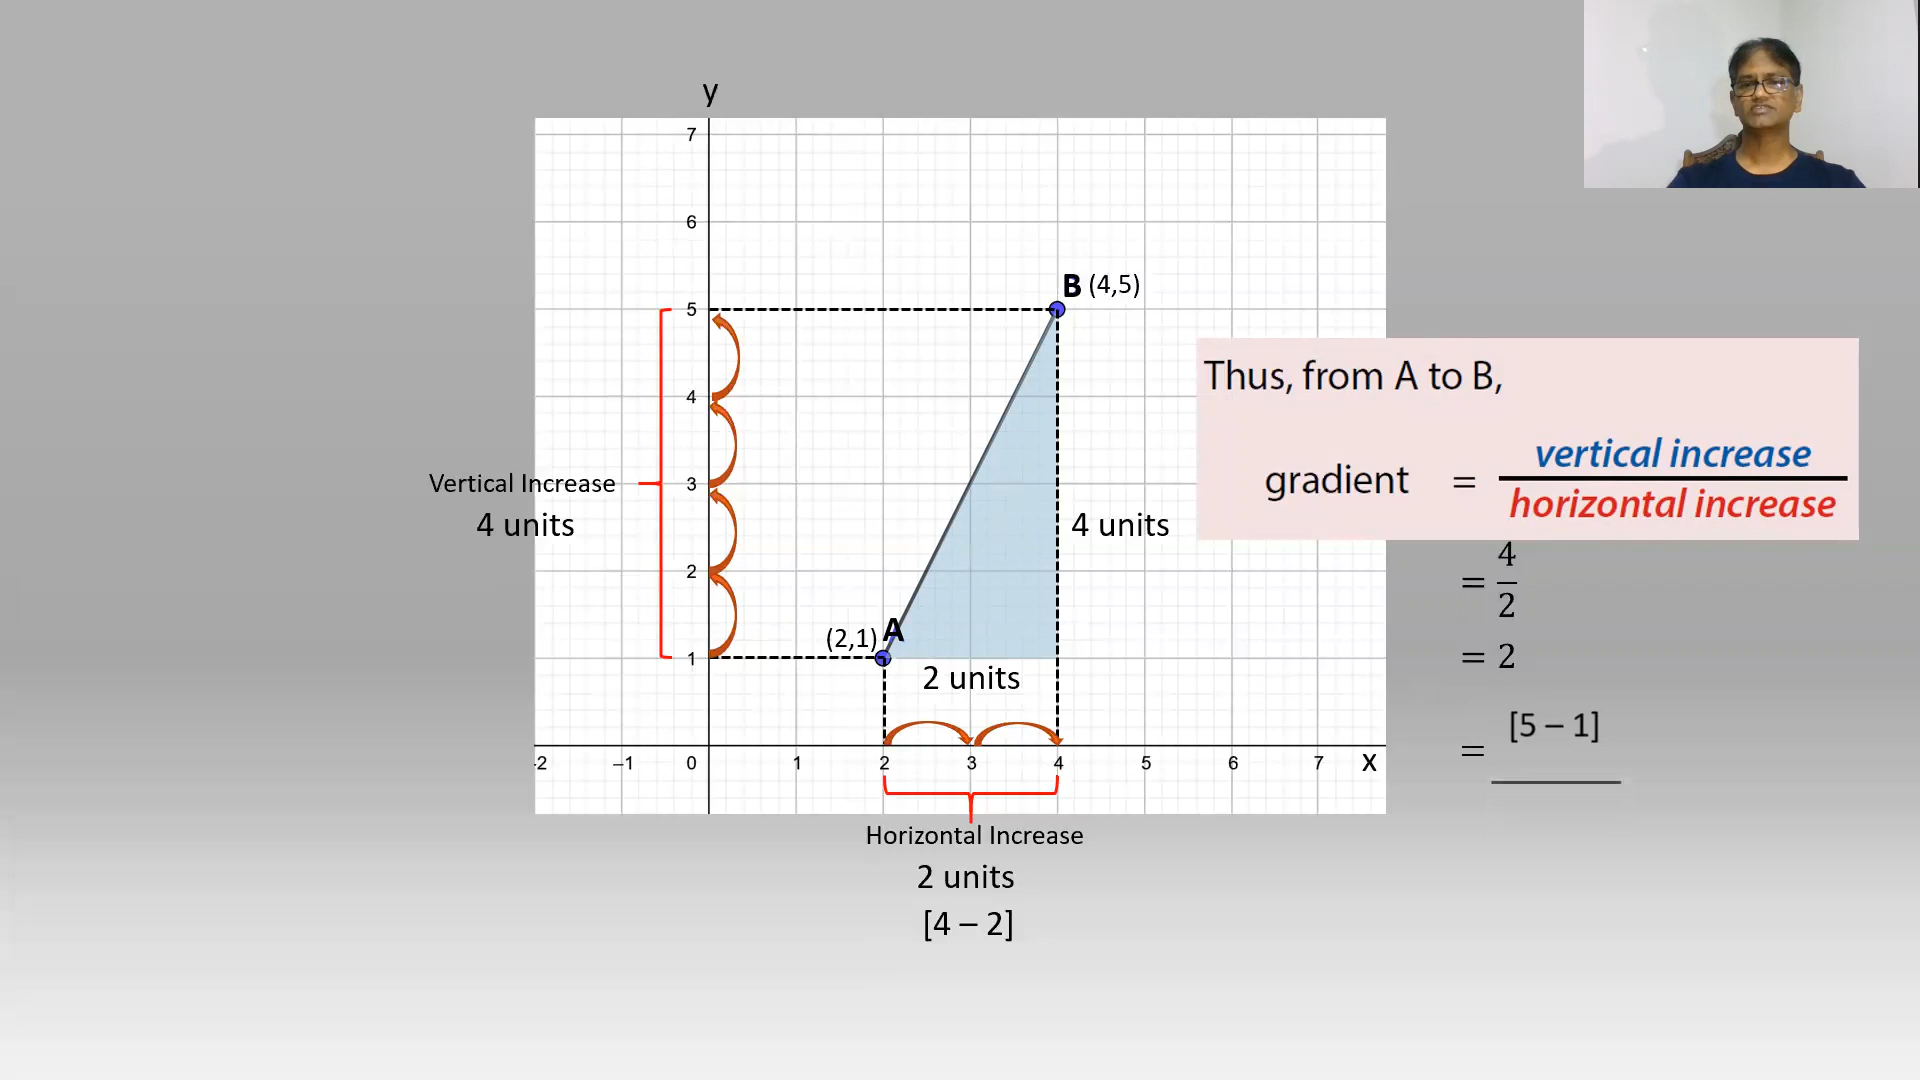 y
7
6
B (4,5)
5
4
3
2
1
Vertical Increase
4 units
4 units
(2,1) A
2 units
-2 –1 0 1 2 3 4 5 6 7 x
Horizontal Increase
2 units
[4 – 2]
Thus, from A to B,
gradient = vertical increase
horizontal increase
= 4
2
= 2
= [5 – 1]